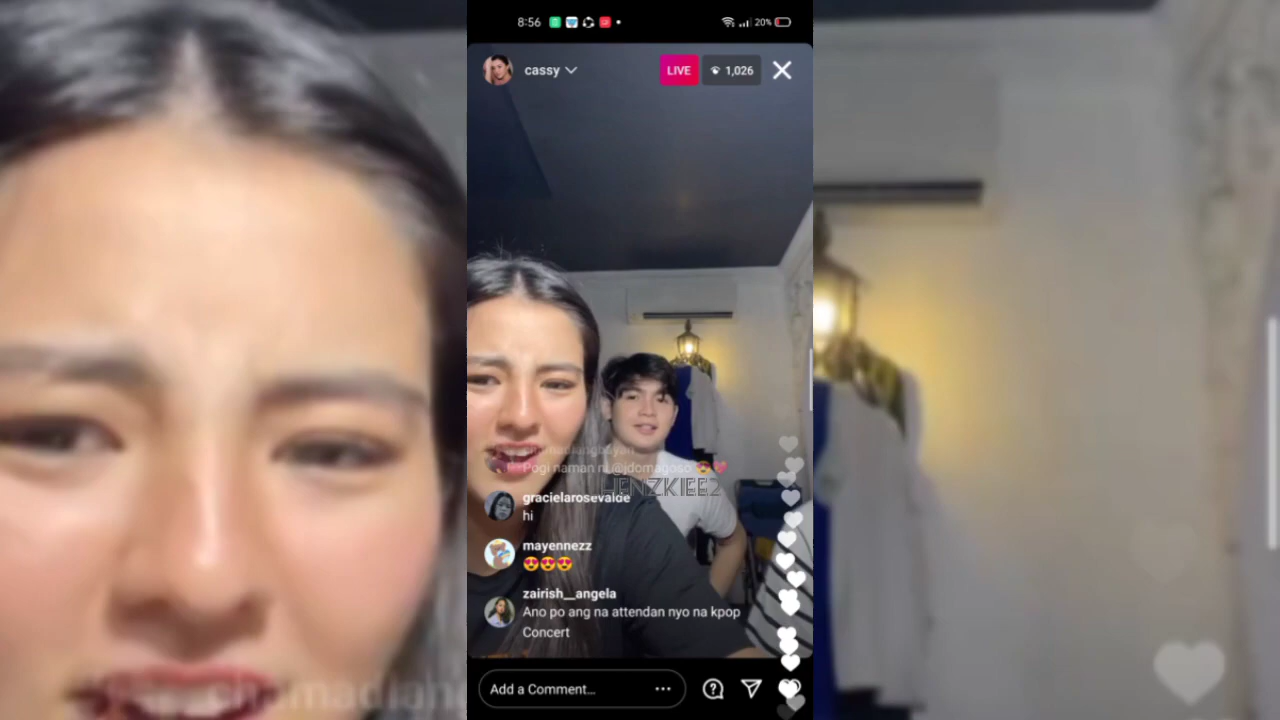 8:56
20%
cassy
LIVE
1,026
Pogi naman ni @jdomagoso 😍💖
LIENZKIEE2
gracielarosevalde
hi
mayennezz
😍😍😍
zairish__angela
Ano po ang na attendan nyo na kpop
Concert
Add a Comment...